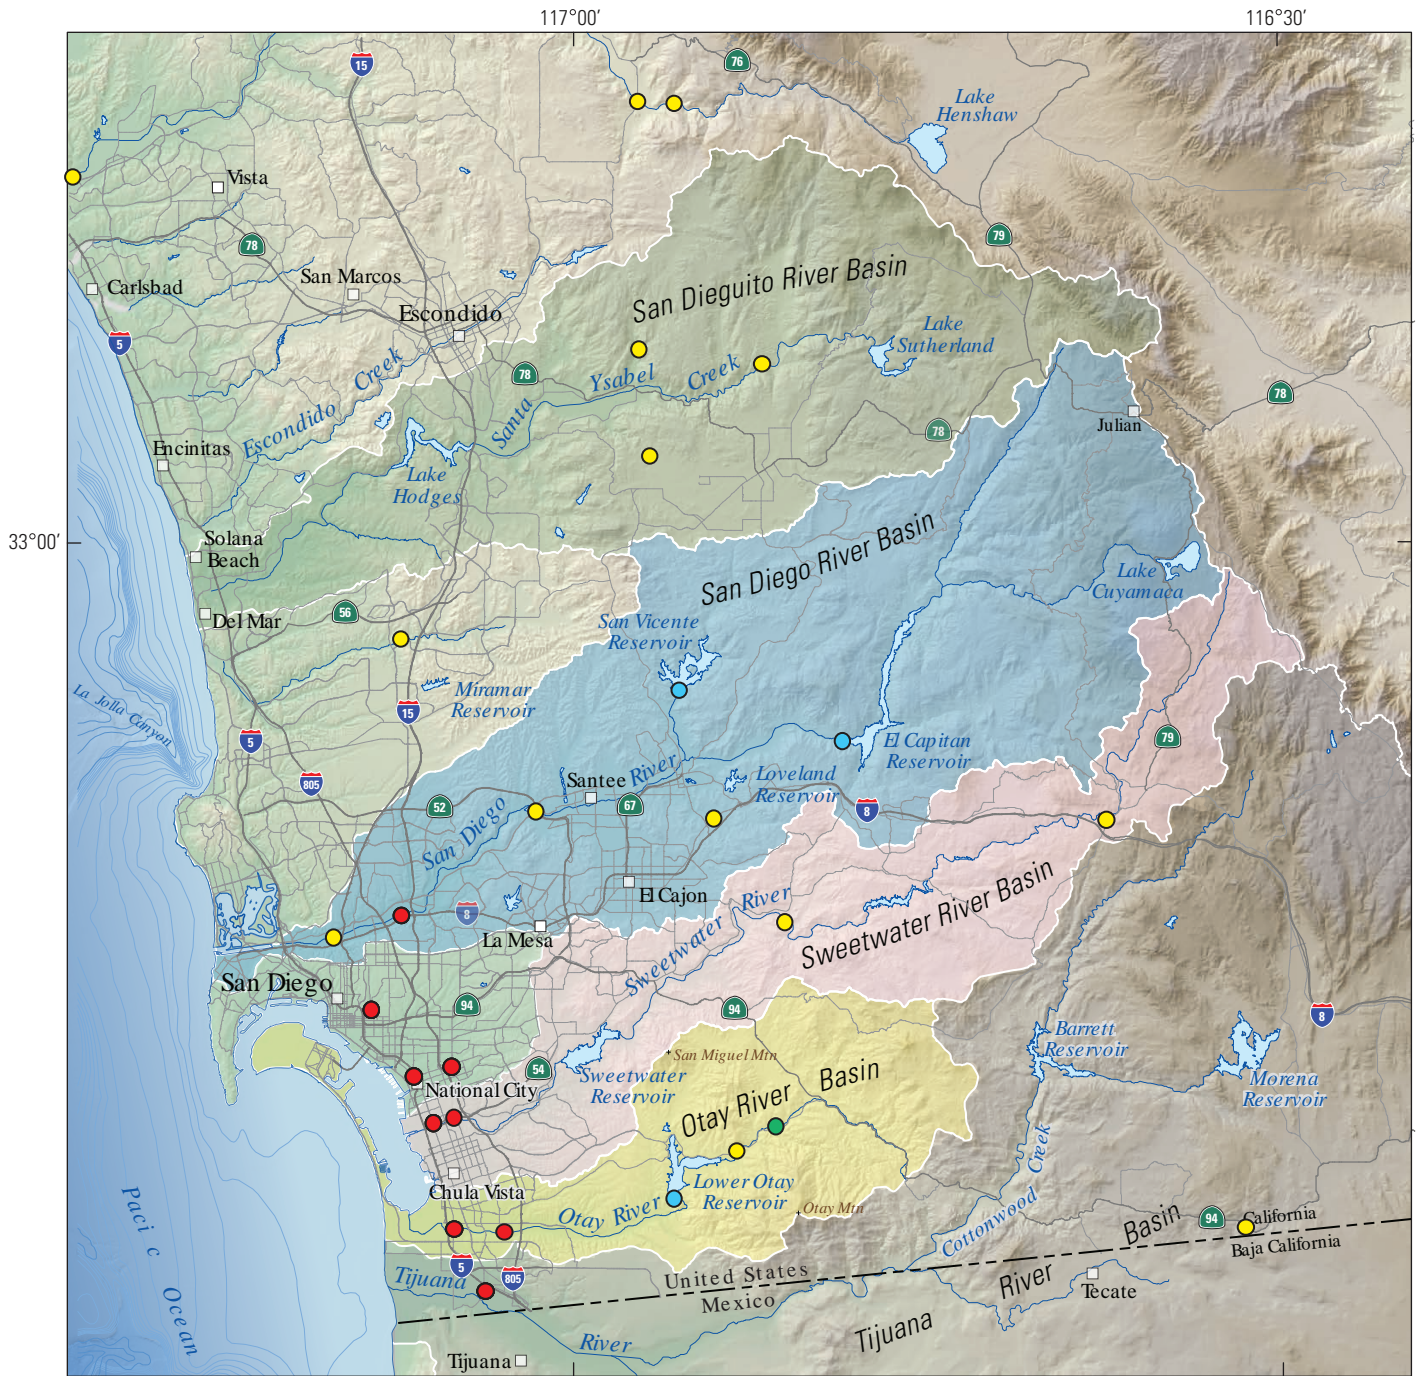 117°00′
116°30′
15
76
Lake
Henshaw
Vista
78
79
San Marcos
Carlsbad
Escondido
San Dieguito River Basin
5
Lake
Sutherland
78
Ysabel
Creek
Escondido
Creek
Santa
78
78
Julian
Encinitas
Lake
Hodges
33°00′
Solana
Beach
San Diego River Basin
Lake
Cuyamaca
56
Del Mar
San Vicente
Reservoir
Miramar
Reservoir
La Jolla Canyon
15
5
79
El Capitan
Reservoir
805
Santee
River
Loveland
Reservoir
52
67
8
San Diego
El Cajon
8
La Mesa
River
Sweetwater
Sweetwater River Basin
San Diego
94
94
8
Barrett
Reservoir
San Miguel Mtn
54
Sweetwater
Reservoir
National City
Morena
Reservoir
Otay River
Basin
Chula Vista
Lower Otay
Reservoir
Otay River
Otay Mtn
Cottonwood
Creek
Paci c
Ocean
Basin
94
California
Baja California
5
805
Tijuana
United States
Mexico
River
Tecate
Tijuana
River
Tijuana